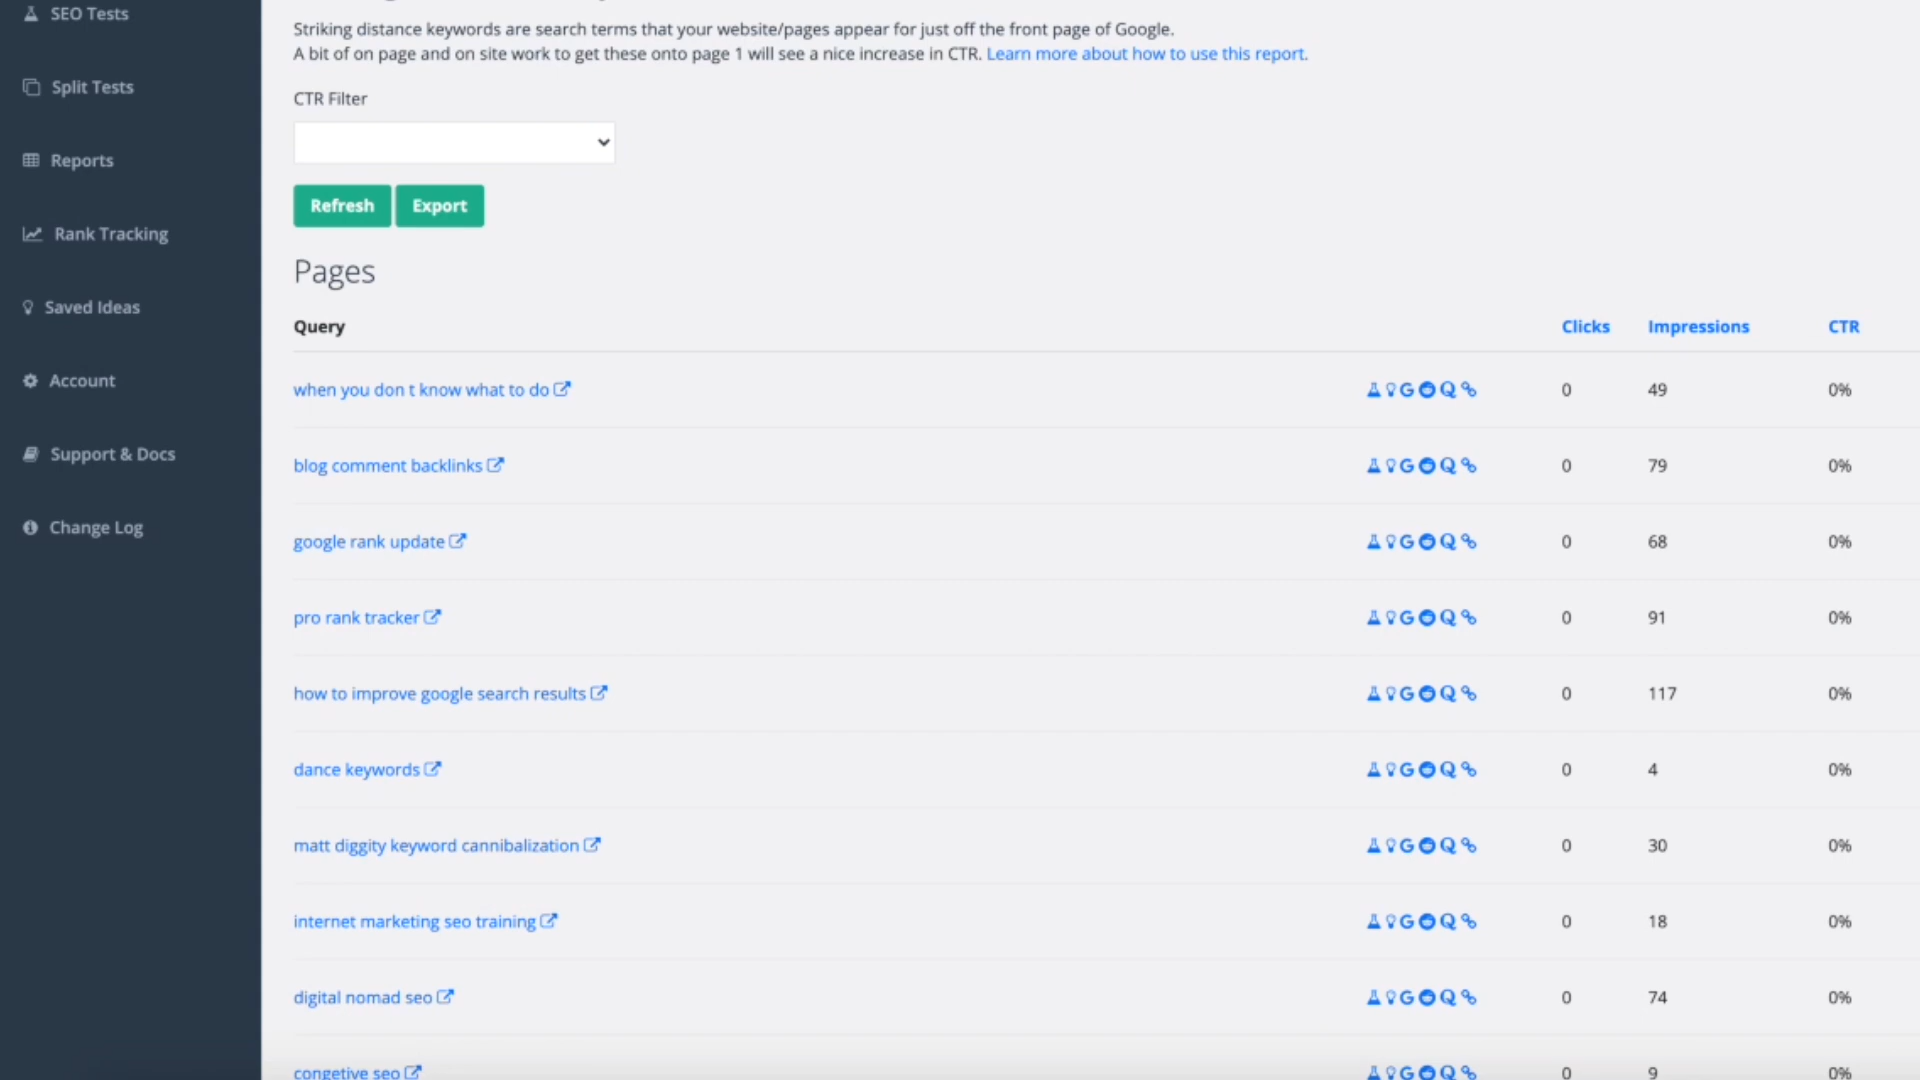 SEO Tests
Split Tests
Reports
Rank Tracking
Saved Ideas
Account
Support & Docs
Change Log
Striking distance keywords are search terms that your website/pages appear for just off the front page of Google.
A bit of on page and on site work to get these onto page 1 will see a nice increase in CTR. Learn more about how to use this report.
CTR Filter
Refresh Export
Pages
Query Clicks Impressions CTR
when you don t know what to do 0 49 0%
blog comment backlinks 0 79 0%
google rank update 0 68 0%
pro rank tracker 0 91 0%
how to improve google search results 0 117 0%
dance keywords 0 4 0%
matt diggity keyword cannibalization 0 30 0%
internet marketing seo training 0 18 0%
digital nomad seo 0 74 0%
congetive seo 0 9 0%